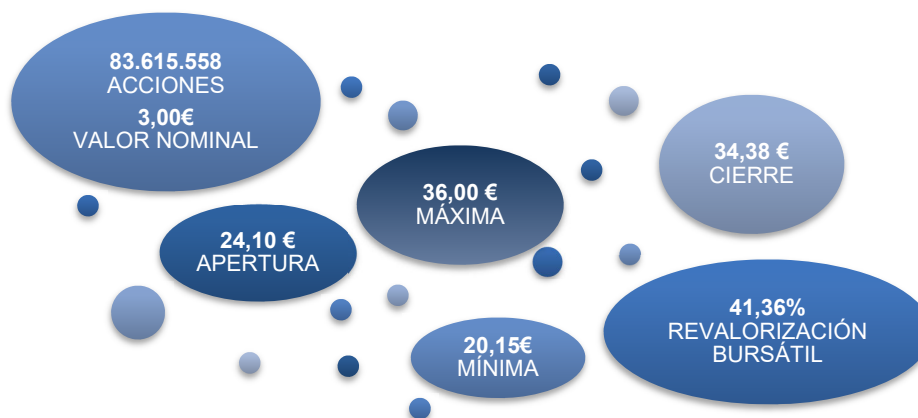 83.615.558
ACCIONES
3,00€
VALOR NOMINAL
34,38 €
CIERRE
36,00 €
MÁXIMA
24,10 €
APERTURA
41,36%
REVALORIZACIÓN
BURSÁTIL
20,15€
MÍNIMA